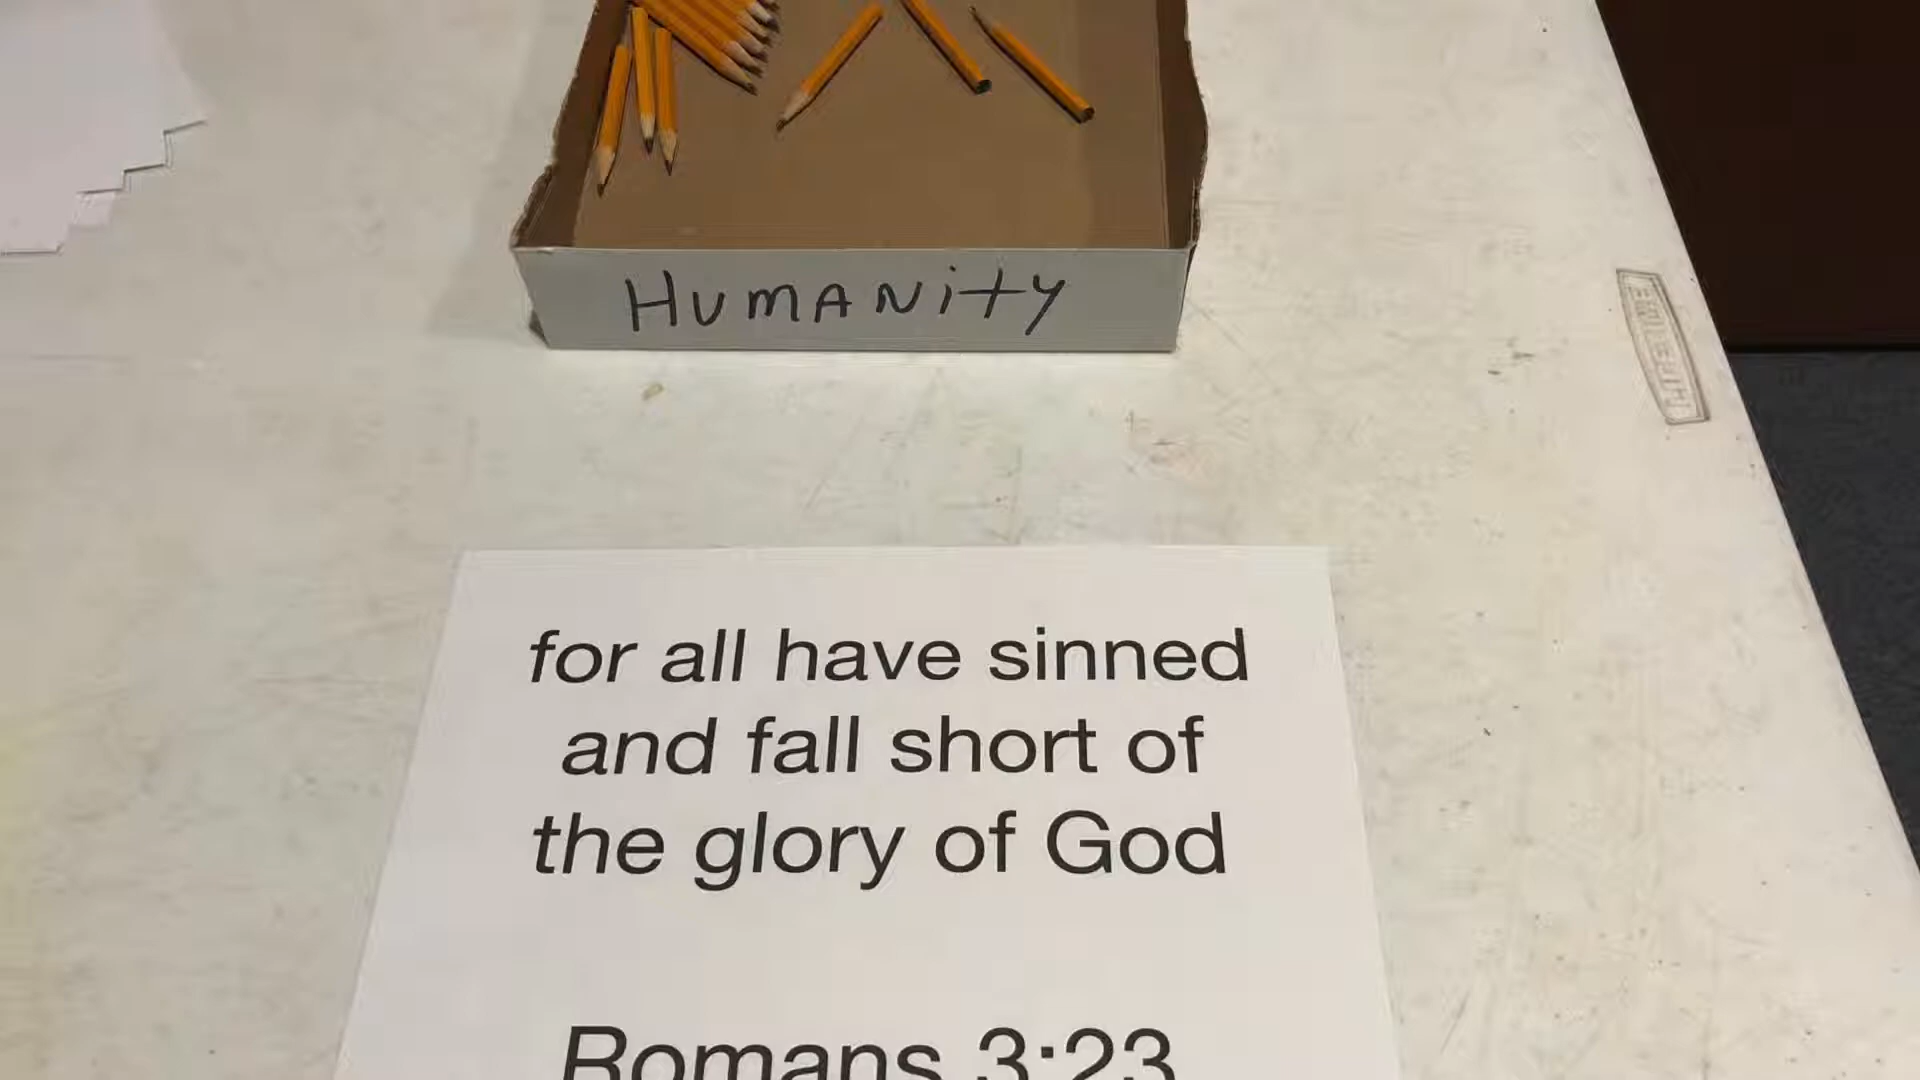 HUMANity
for all have sinned
and fall short of
the glory of God
Romans 3:23